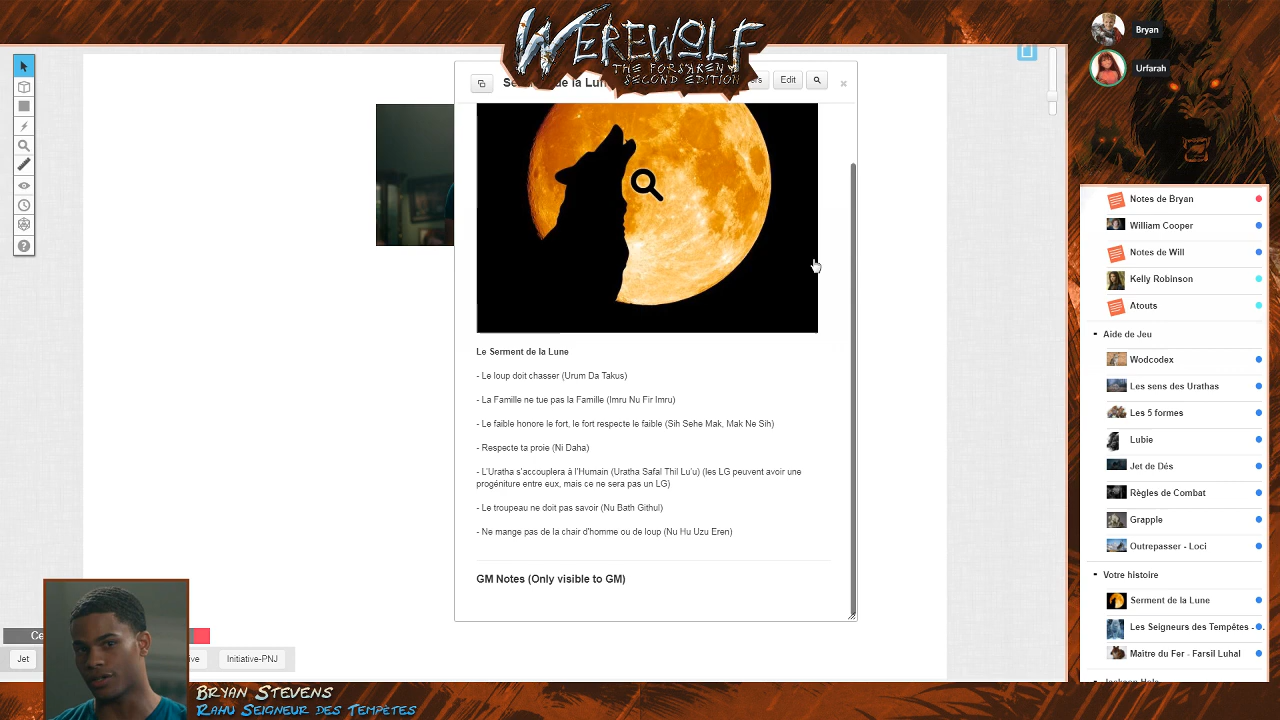 WEREWOLF
THE FORSAKEN
SECOND EDITION
Bryan
Urfarah
Serment de la Lune
Edit
Le Serment de la Lune
- Le loup doit chasser (Urum Da Takus)
- La Famille ne tue pas la Famille (Imru Nu Fir Imru)
- Le faible honore le fort, le fort respecte le faible (Sih Sehe Mak, Mak Ne Sih)
- Respecte ta proie (Ni Daha)
- L'Uratha s'accouplera à l'Humain (Uratha Safal Thil Lu'u) (les LG peuvent avoir une
progéniture entre eux, mais ce ne sera pas un LG)
- Le troupeau ne doit pas savoir (Nu Bath Githul)
- Ne mange pas de la chair d'homme ou de loup (Nu Hu Uzu Eren)
GM Notes (Only visible to GM)
Notes de Bryan
William Cooper
Notes de Will
Kelly Robinson
Atouts
Aide de Jeu
Wodcodex
Les sens des Urathas
Les 5 formes
Lubie
Jet de Dés
Règles de Combat
Grapple
Outrepasser - Loci
Votre histoire
Serment de la Lune
Les Seigneurs des Tempêtes - ..
Maitre du Fer - Farsil Luhal
Ce
Jet
ive
Initiative-PNJ
Bryan Stevens
Rahu Seigneur des Tempêtes